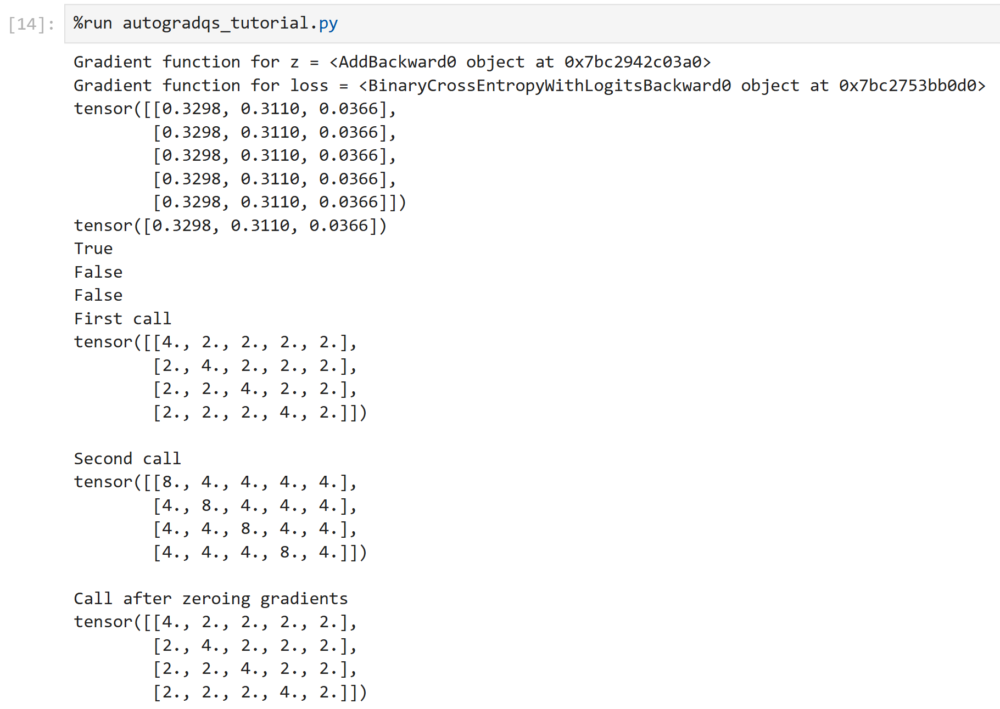 [14]: %run autogradqs_tutorial.py
Gradient function for z = <AddBackward0 object at 0x7bc2942c03a0>
Gradient function for loss = <BinaryCrossEntropyWithLogitsBackward0 object at 0x7bc2753bb0d0>
tensor([[0.3298, 0.3110, 0.0366],
        [0.3298, 0.3110, 0.0366],
        [0.3298, 0.3110, 0.0366],
        [0.3298, 0.3110, 0.0366],
        [0.3298, 0.3110, 0.0366]])
tensor([0.3298, 0.3110, 0.0366])
True
False
False
First call
tensor([[4., 2., 2., 2., 2.],
        [2., 4., 2., 2., 2.],
        [2., 2., 4., 2., 2.],
        [2., 2., 2., 4., 2.]])

Second call
tensor([[8., 4., 4., 4., 4.],
        [4., 8., 4., 4., 4.],
        [4., 4., 8., 4., 4.],
        [4., 4., 4., 8., 4.]])

Call after zeroing gradients
tensor([[4., 2., 2., 2., 2.],
        [2., 4., 2., 2., 2.],
        [2., 2., 4., 2., 2.],
        [2., 2., 2., 4., 2.]])